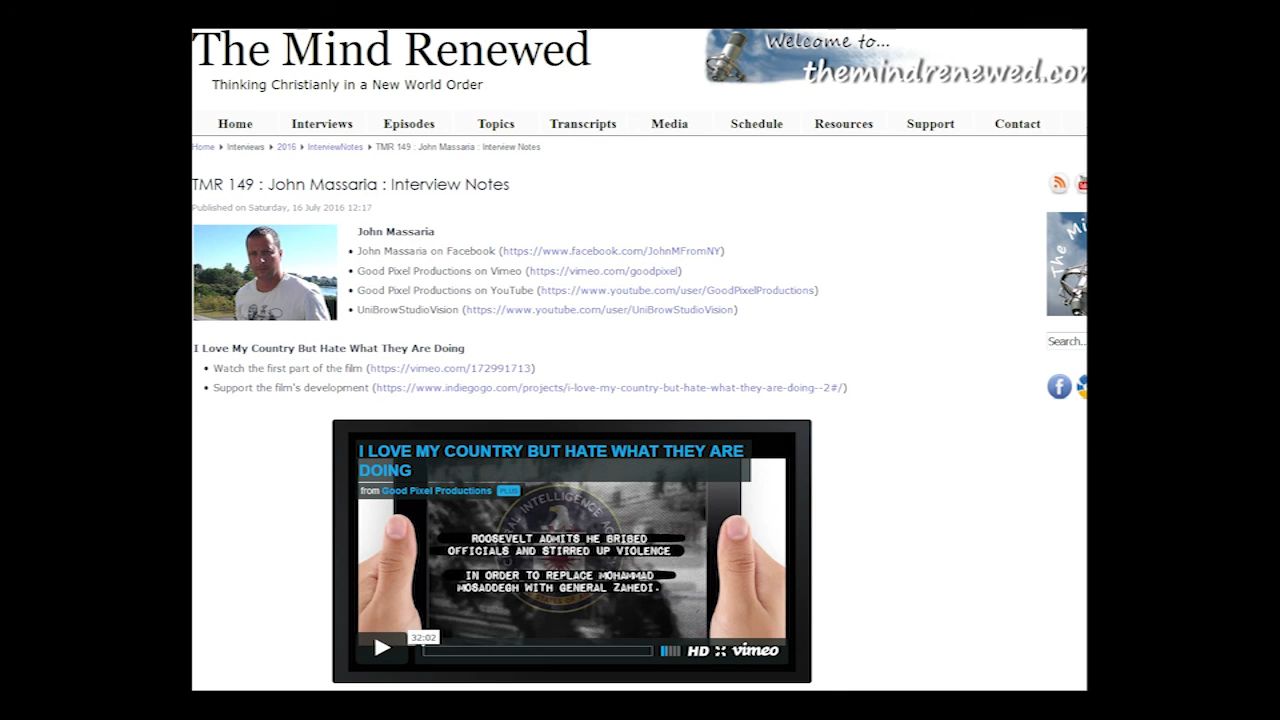 The Mind Renewed
Thinking Christianly in a New World Order
Welcome to...
themindrenewed.com
Home Interviews Episodes Topics Transcripts Media Schedule Resources Support Contact
Home Interviews 2016 InterviewNotes TMR 149 : John Massaria : Interview Notes
TMR 149 : John Massaria : Interview Notes
Published on Saturday, 16 July 2016 12:17
John Massaria
• John Massaria on Facebook (https://www.facebook.com/JohnMFromNY)
• Good Pixel Productions on Vimeo (https://vimeo.com/goodpixel)
• Good Pixel Productions on YouTube (https://www.youtube.com/user/GoodPixelProductions)
• UniBrowStudioVision (https://www.youtube.com/user/UniBrowStudioVision)
The Mi
Search...
I Love My Country But Hate What They Are Doing
• Watch the first part of the film (https://vimeo.com/172991713)
• Support the film's development (https://www.indiegogo.com/projects/i-love-my-country-but-hate-what-they-are-doing--2#/)
I LOVE MY COUNTRY BUT HATE WHAT THEY ARE
DOING
from Good Pixel Productions PLUS
ROOSEVELT ADMITS HE BRIBED
OFFICIALS AND STIRRED UP VIOLENCE
IN ORDER TO REPLACE MOHAMMAD
MOSADDEGH WITH GENERAL ZAHEDI.
32:02
HD vimeo